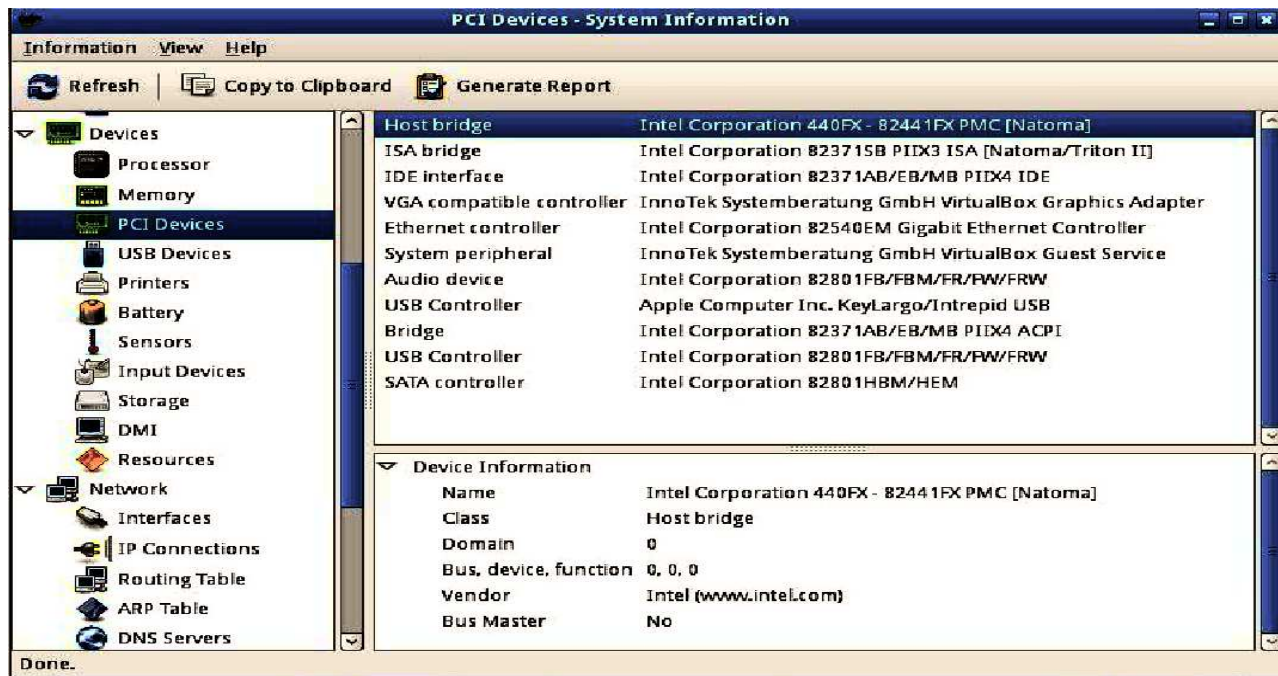 PCI Devices - System Information
Information View Help
Refresh Copy to Clipboard Generate Report
Devices
Processor
Memory
PCI Devices
USB Devices
Printers
Battery
Sensors
Input Devices
Storage
DMI
Resources
Network
Interfaces
IP Connections
Routing Table
ARP Table
DNS Servers
Host bridge Intel Corporation 440FX - 82441FX PMC [Natoma]
ISA bridge Intel Corporation 82371SB PIIX3 ISA [Natoma/Triton II]
IDE interface Intel Corporation 82371AB/EB/MB PIIX4 IDE
VGA compatible controller InnoTek Systemberatung GmbH VirtualBox Graphics Adapter
Ethernet controller Intel Corporation 82540EM Gigabit Ethernet Controller
System peripheral InnoTek Systemberatung GmbH VirtualBox Guest Service
Audio device Intel Corporation 82801FB/FBM/FR/FW/FRW
USB Controller Apple Computer Inc. KeyLargo/Intrepid USB
Bridge Intel Corporation 82371AB/EB/MB PIIX4 ACPI
USB Controller Intel Corporation 82801FB/FBM/FR/FW/FRW
SATA controller Intel Corporation 82801HBM/HEM
Device Information
Name Intel Corporation 440FX - 82441FX PMC [Natoma]
Class Host bridge
Domain 0
Bus, device, function 0, 0, 0
Vendor Intel (www.intel.com)
Bus Master No
Done.